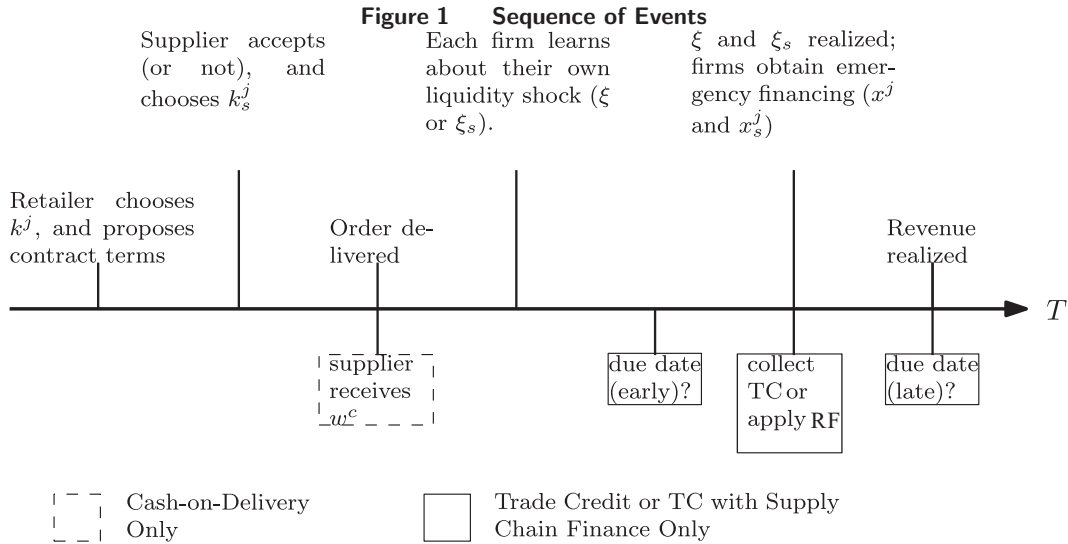 Figure 1 Sequence of Events
Supplier accepts
(or not), and
chooses k_s^j
Each firm learns
about their own
liquidity shock (ξ
or ξ_s).
ξ and ξ_s realized;
firms obtain emer-
gency financing (x^j
and x_s^j)
Retailer chooses
k^j, and proposes
contract terms
Order de-
livered
Revenue
realized
T
supplier
receives
w^c
due date
(early)?
collect
TC or
apply RF
due date
(late)?
Cash-on-Delivery
Only
Trade Credit or TC with Supply
Chain Finance Only